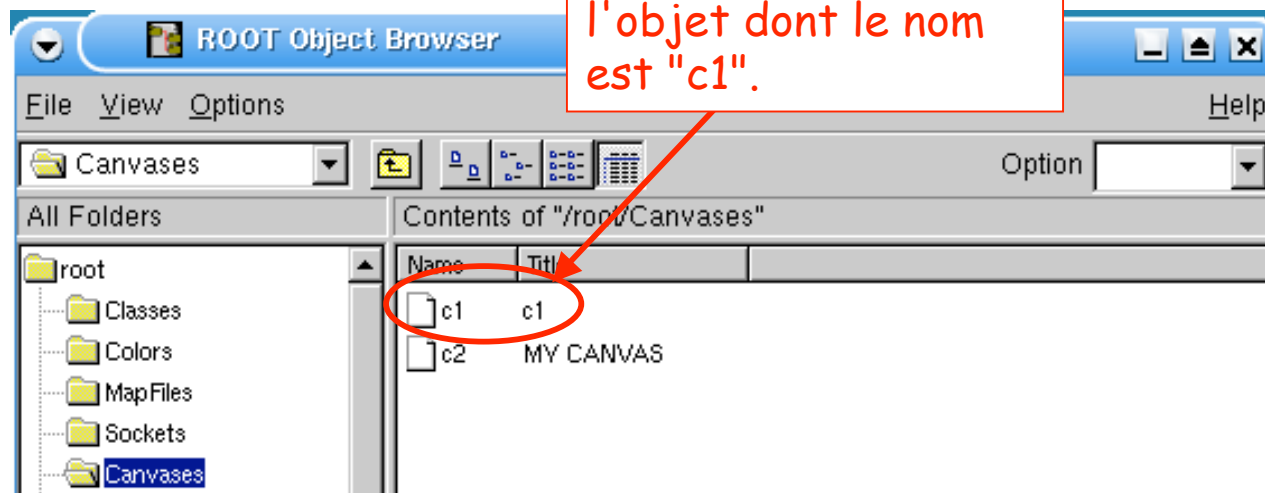 l'objet dont le nom
est "c1".
ROOT Object Browser
File View Options Help
Canvases Option
All Folders Contents of "/root/Canvases"
Name Title
root
Classes
Colors
MapFiles
Sockets
Canvases
c1 c1
c2 MY CANVAS